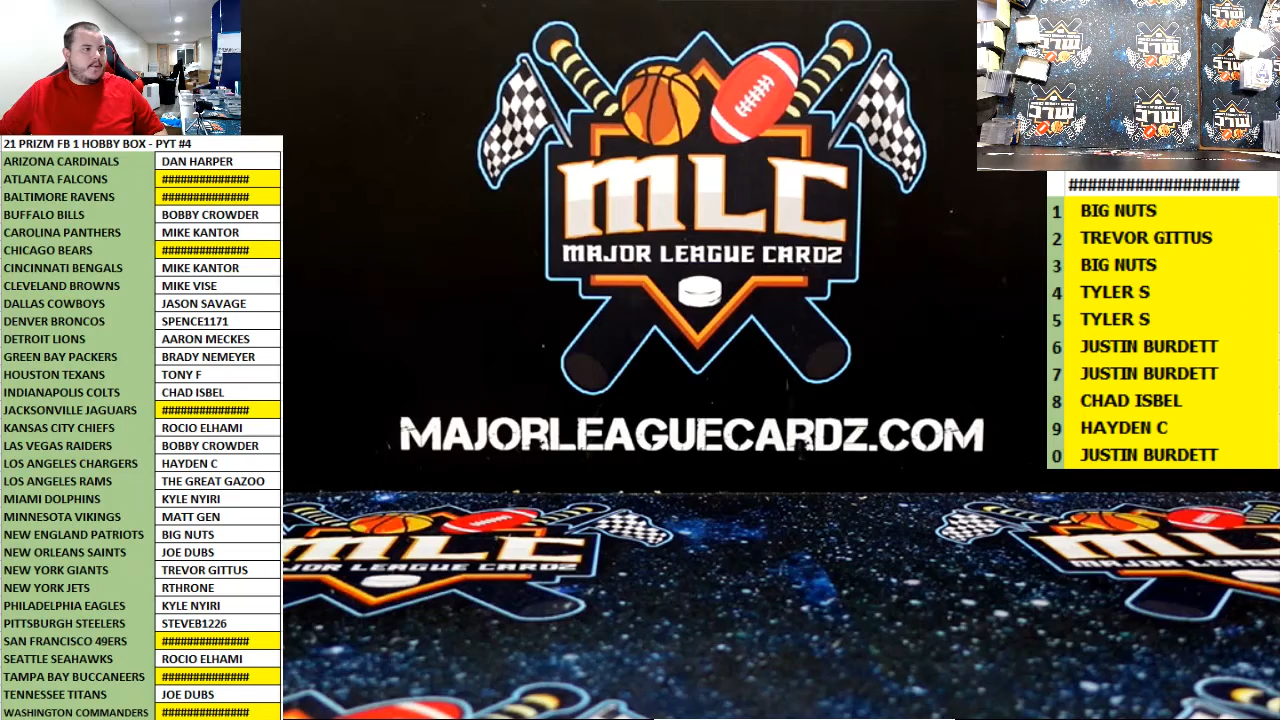 21 PRIZM FB 1 HOBBY BOX - PYT #4
ARIZONA CARDINALS DAN HARPER
ATLANTA FALCONS ##############
BALTIMORE RAVENS ##############
BUFFALO BILLS BOBBY CROWDER
CAROLINA PANTHERS MIKE KANTOR
CHICAGO BEARS ##############
CINCINNATI BENGALS MIKE KANTOR
CLEVELAND BROWNS MIKE VISE
DALLAS COWBOYS JASON SAVAGE
DENVER BRONCOS SPENCE1171
DETROIT LIONS AARON MECKES
GREEN BAY PACKERS BRADY NEMEYER
HOUSTON TEXANS TONY F
INDIANAPOLIS COLTS CHAD ISBEL
JACKSONVILLE JAGUARS ##############
KANSAS CITY CHIEFS ROCIO ELHAMI
LAS VEGAS RAIDERS BOBBY CROWDER
LOS ANGELES CHARGERS HAYDEN C
LOS ANGELES RAMS THE GREAT GAZOO
MIAMI DOLPHINS KYLE NYIRI
MINNESOTA VIKINGS MATT GEN
NEW ENGLAND PATRIOTS BIG NUTS
NEW ORLEANS SAINTS JOE DUBS
NEW YORK GIANTS TREVOR GITTUS
NEW YORK JETS RTHRONE
PHILADELPHIA EAGLES KYLE NYIRI
PITTSBURGH STEELERS STEVEB1226
SAN FRANCISCO 49ERS ##############
SEATTLE SEAHAWKS ROCIO ELHAMI
TAMPA BAY BUCCANEERS ##############
TENNESSEE TITANS JOE DUBS
WASHINGTON COMMANDERS ##############
MLC
MAJOR LEAGUE CARDZ
MAJORLEAGUECARDZ.COM
MLC
JOR LEAGUE CARDZ
MLC
MAJOR LEAGUE
##################
1 BIG NUTS
2 TREVOR GITTUS
3 BIG NUTS
4 TYLER S
5 TYLER S
6 JUSTIN BURDETT
7 JUSTIN BURDETT
8 CHAD ISBEL
9 HAYDEN C
0 JUSTIN BURDETT